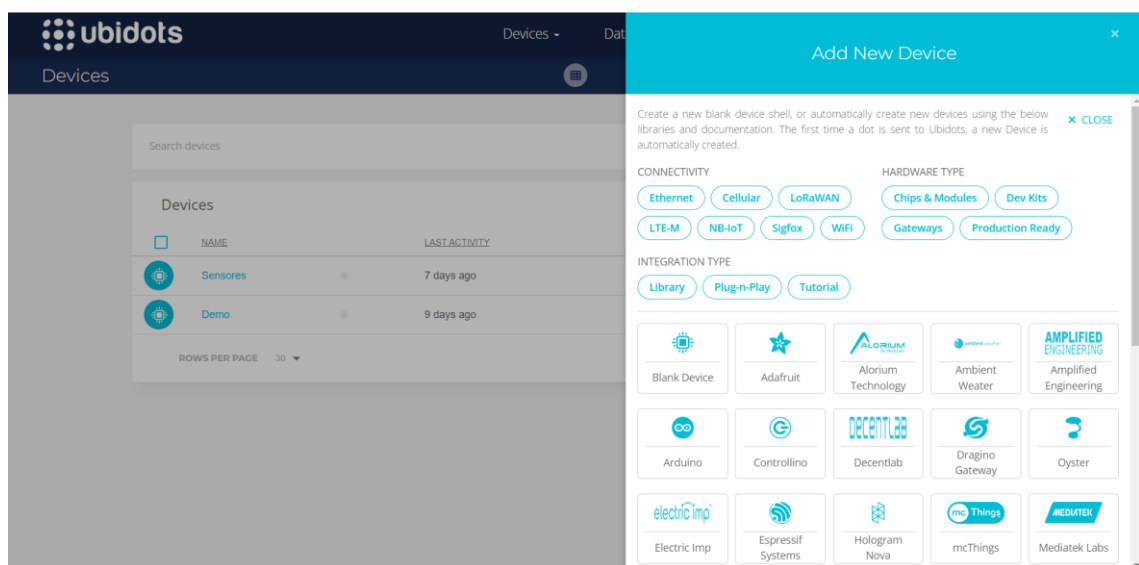 ubidots
Devices
Dat
Devices
Search devices
Devices
NAME
LAST ACTIVITY
Sensores
7 days ago
Demo
9 days ago
ROWS PER PAGE 30
×
Add New Device
Create a new blank device shell, or automatically create new devices using the below
libraries and documentation. The first time a dot is sent to Ubidots, a new Device is
automatically created.
× CLOSE
CONNECTIVITY
Ethernet Cellular LoRaWAN
LTE-M NB-IoT Sigfox WiFi
HARDWARE TYPE
Chips & Modules Dev Kits
Gateways Production Ready
INTEGRATION TYPE
Library Plug-n-Play Tutorial
Blank Device
Adafruit
ALORIUM
TECHNOLOGY
Alorium
Technology
ambient weather
Ambient
Weater
AMPLIFIED
ENGINEERING
Amplified
Engineering
Arduino
Controllino
DECENTLAB
Decentlab
Dragino
Gateway
Oyster
electric imp
Electric Imp
Espressif
Systems
Hologram
Nova
mc Things
mcThings
MEDIATEK
Mediatek Labs